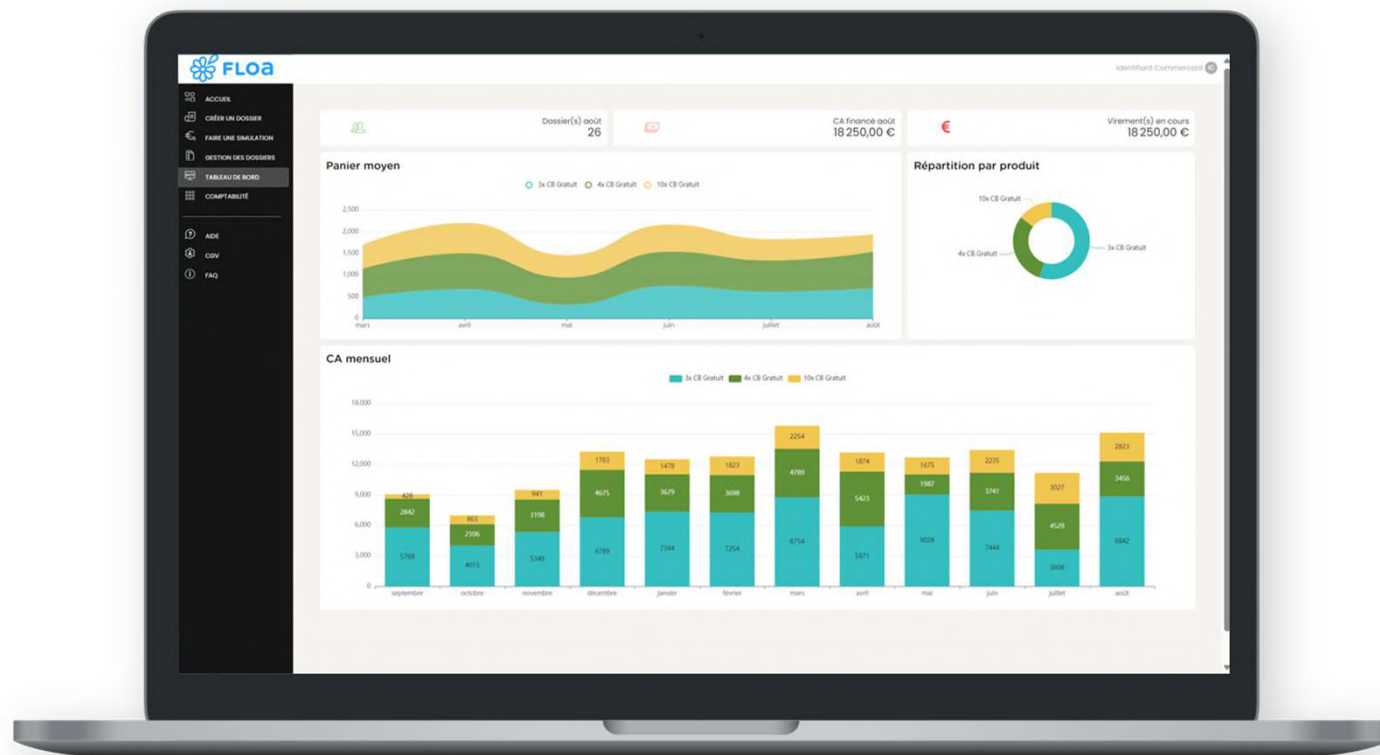 FLOa
Identifiant Commercant IC
ACCUEIL
CRÉER UN DOSSIER
FAIRE UNE SIMULATION
GESTION DES DOSSIERS
TABLEAU DE BORD
COMPTABILITÉ
AIDE
CGV
FAQ
Dossier(s) août
26
CA financé août
18 250,00 €
Virement(s) en cours
18 250,00 €
Panier moyen
3x CB Gratuit 4x CB Gratuit 10x CB Gratuit
2,500
2,000
1,500
1,000
500
0
mars avril mai juin juillet août
Répartition par produit
10x CB Gratuit
3x CB Gratuit
4x CB Gratuit
CA mensuel
3x CB Gratuit 4x CB Gratuit 10x CB Gratuit
18,000
15,000
12,000
9,000
6,000
3,000
0
428 863 941 1783 1478 1823 2254 1874 1675 2235 3027 2823
2842 2106 3198 4675 3679 3698 4789 5423 1987 3741 4529 3456
4015 5348 6789 7344 7254 8754 5871 9028 7444 3608 8842
septembre octobre novembre décembre janvier février mars avril mai juin juillet août